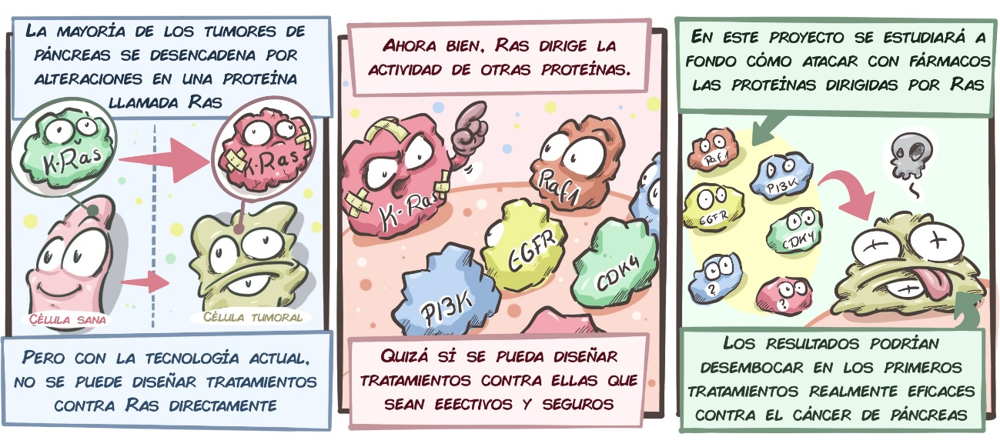 La mayoría de los tumores de
páncreas se desencadena por
alteraciones en una proteína
llamada Ras
K-Ras
K-Ras
Célula sana
Célula tumoral
Pero con la tecnología actual,
no se puede diseñar tratamientos
contra Ras directamente
Ahora bien, Ras dirige la
actividad de otras proteínas.
K-Ras
Raf1
EGFR
CDK4
PI3K
Quizá sí se pueda diseñar
tratamientos contra ellas que
sean eeectivos y seguros
En este proyecto se estudiará a
fondo cómo atacar con fármacos
las proteínas dirigidas por Ras
Raf1
PI3K
EGFR
CDK4
?
?
Los resultados podrían
desembocar en los primeros
tratamientos realmente eficaces
contra el cáncer de páncreas